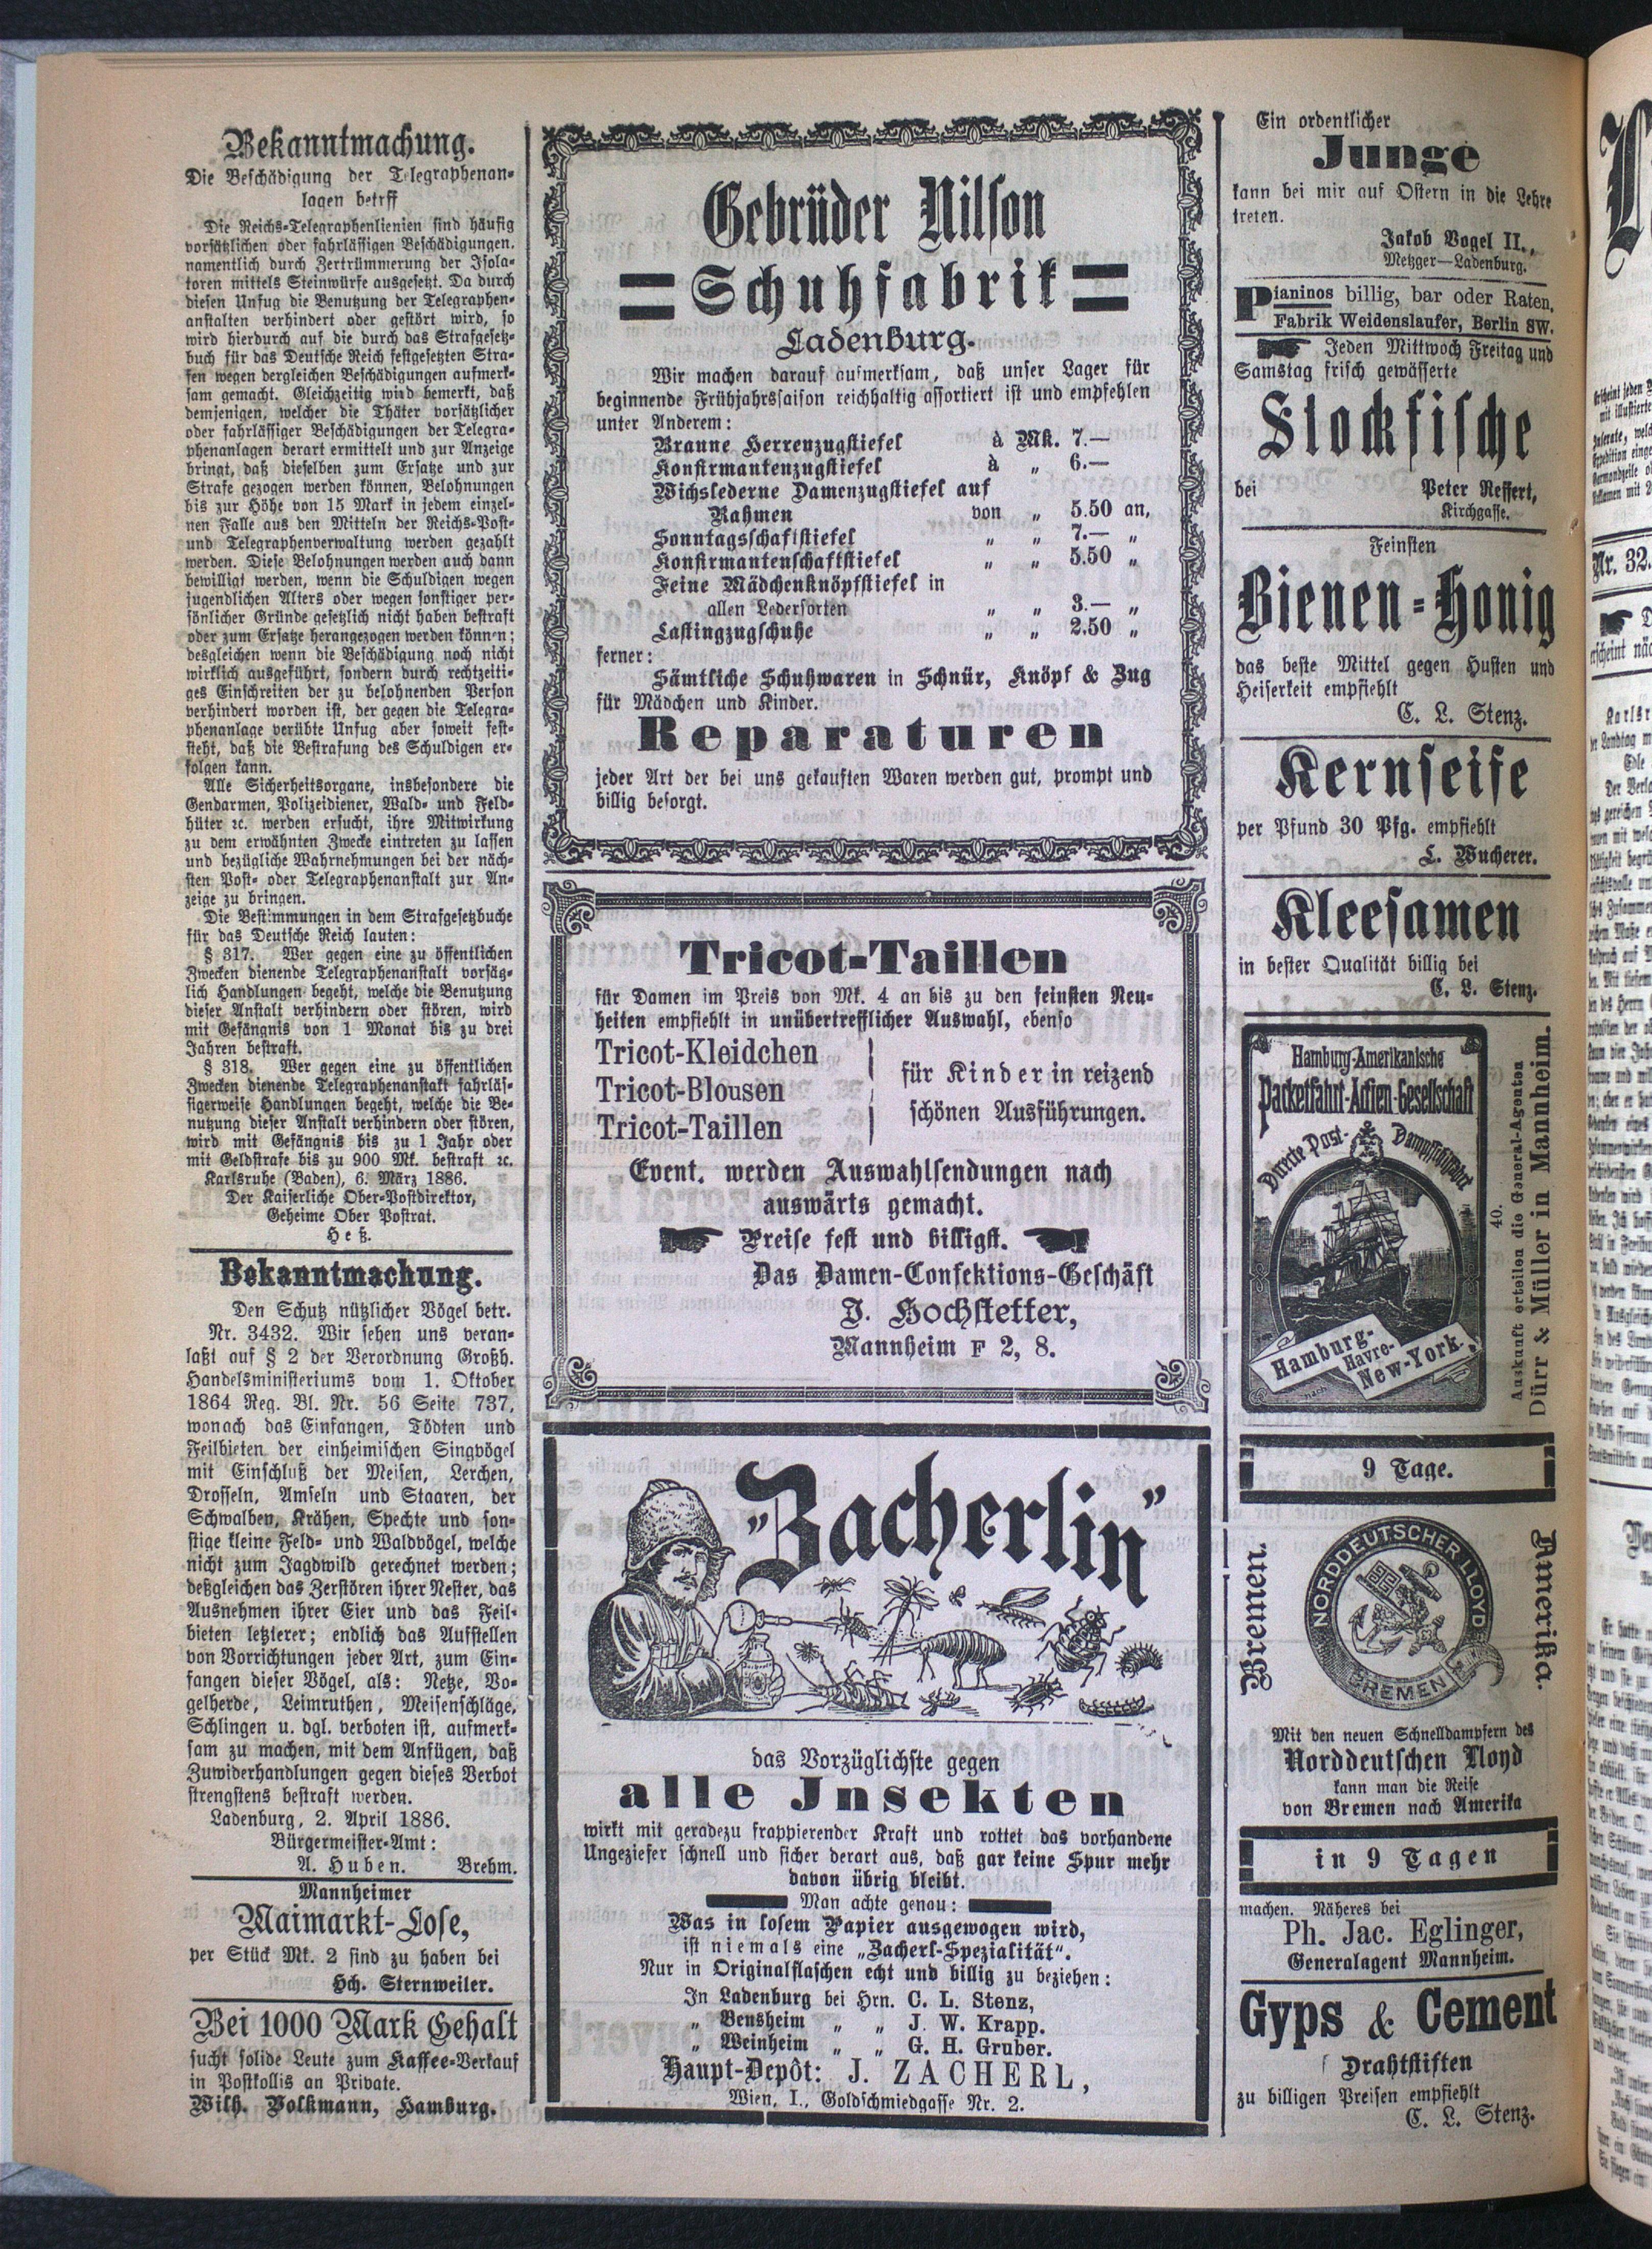 Bekanntmachung.
Die Beschädigung der Telegraphenan-
lagen betrff
Die Reichs-Telegraphenlienien sind häufig
vorsätzlichen oder fahrlässigen Beschädigungen.
namentlich durch Zertrümmerung der Isola-
toren mittels Steinwürfe ausgesetzt. Da durch
diesen Unfug die Benutzung der Telegraphen-
anstalten verhindert oder gestört wird, so
wird hierdurch auf die durch das Strafgesetz-
buch für das Deutsche Reich festgesetzten Stra-
fen wegen dergleichen Beschädigungen aufmerk-
sam gemacht. Gleichzeitig wird bemerkt, daß
demjenigen, welcher die Thäter vorsätzlicher
oder fahrlässiger Beschädigungen der Telegra-
phenanlagen derart ermittelt und zur Anzeige
bringt, daß dieselben zum Ersatze und zur
Strafe gezogen werden können, Belohnungen
bis zur Höhe von 15 Mark in jedem einzel-
nen Falle aus den Mitteln der Reichs-Post-
und Telegraphenverwaltung werden gezahlt
werden. Diese Belohnungen werden auch dann
bewilligt werden, wenn die Schuldigen wegen
jugendlichen Alters oder wegen sonstiger per-
sönlicher Gründe gesetzlich nicht haben bestraft
oder zum Ersatze herangezogen werden können;
desgleichen wenn die Beschädigung noch nicht
wirklich ausgeführt, sondern durch rechtzeiti-
ges Einschreiten der zu belohnenden Person
verhindert worden ist, der gegen die Telegra-
phenanlage verübte Unfug aber soweit fest-
steht, daß die Bestrafung des Schuldigen er-
folgen kann.
Alle Sicherheitsorgane, insbesondere die
Gendarmen, Polizeidiener, Wald- und Feld-
hüter ꝛc. werden ersucht, ihre Mitwirkung
zu dem erwähnten Zwecke eintreten zu lassen
und bezügliche Wahrnehmungen bei der näch-
sten Post- oder Telegraphenanstalt zur An-
zeige zu bringen.
Die Bestimmungen in dem Strafgesetzbuche
für das Deutsche Reich lauten:
§ 317. Wer gegen eine zu öffentlichen
Zwecken dienende Telegraphenanstalt vorsäz-
lich Handlungen begeht, welche die Benutzung
dieser Anstalt verhindern oder stören, wird
mit Gefängnis von 1 Monat bis zu drei
Jahren bestraft.
§ 318. Wer gegen eine zu öffentlichen
Zwecken dienende Telegraphenanstalt fahrläs-
sigerweise Handlungen begeht, welche die Be-
nutzung dieser Anstalt verhindern oder stören,
wird mit Gefängnis bis zu 1 Jahr oder
mit Geldstrafe bis zu 900 Mk. bestraft ꝛc.
Karlsruhe (Baden), 6. März 1886.
Der Kaiserliche Ober-Postdirektor,
Geheime Ober Postrat.
Heß.
Bekanntmachung.
Den Schutz nützlicher Vögel betr.
Nr. 3432. Wir sehen uns veran-
laßt auf § 2 der Verordnung Großh.
Handelsministeriums vom 1. Oktober
1864 Reg. Bl. Nr. 56 Seite 737,
wonach das Einfangen, Tödten und
Feilbieten der einheimischen Singvögel
mit Einschluß der Meisen, Lerchen,
Drosseln, Amseln und Staaren, der
Schwalben, Krähen, Spechte und son-
stige kleine Feld- und Waldvögel, welche
nicht zum Jagdwild gerechnet werden;
deßgleichen das Zerstören ihrer Nester, das
Ausnehmen ihrer Eier und das Feil-
bieten letzterer; endlich das Aufstellen
von Vorrichtungen jeder Art, zum Ein-
fangen dieser Vögel, als: Netze, Vo-
gelherde, Leimruthen, Meisenschläge,
Schlingen u. dgl. verboten ist, aufmerk-
sam zu machen, mit dem Anfügen, daß
Zuwiderhandlungen gegen dieses Verbot
strengstens bestraft werden.
Ladenburg, 2. April 1886.
Bürgermeister-Amt:
A. Huben. Brehm.
Mannheimer
Maimarkt-Lose,
per Stück Mk. 2 sind zu haben bei
Hch. Sternweiler.
Bei 1000 Mark Gehalt
sucht solide Leute zum Kaffee-Verkauf
in Postkollis an Private.
Wilh. Volkmann, Hamburg.
Gebrüder Nilson
Schuhfabrik
Ladenburg.
Wir machen darauf aufmerksam, daß unser Lager für
beginnende Frühjahrssaison reichhaltig assortiert ist und empfehlen
unter Anderem:
Braune Herrenzugstiefel à Mk. 7.—
Konfirmantenzugstiefel à „ 6.—
Wichslederne Damenzugstiefel auf
Rahmen von „ 5.50 an,
Sonntagsschaftstiefel „ „ 7.— „
Konfirmantenschaftstiefel „ „ 5.50 „
Feine Mädchenknöpfstiefel in
allen Ledersorten „ „ 3.— „
Lastingzugschuhe „ „ 2.50 „
ferner:
Sämtliche Schuhwaren in Schnür, Knöpf & Zug
für Mädchen und Kinder.
Reparaturen
jeder Art der bei uns gekauften Waren werden gut, prompt und
billig besorgt.
Tricot-Taillen
für Damen im Preis von Mk. 4 an bis zu den feinsten Neu-
heiten empfiehlt in unübertrefflicher Auswahl, ebenso
Tricot-Kleidchen
Tricot-Blousen
Tricot-Taillen
für Kinder in reizend
schönen Ausführungen.
Event. werden Auswahlsendungen nach
auswärts gemacht.
Preise fest und billigst.
Das Damen-Confektions-Geschäft
J. Hochstetter,
Mannheim F 2, 8.
„Zacherlin”
das Vorzüglichste gegen
alle Insekten
wirkt mit geradezu frappierender Kraft und rottet das vorhandene
Ungeziefer schnell und sicher derart aus, daß gar keine Spur mehr
davon übrig bleibt.
Man achte genau:
Was in losem Papier ausgewogen wird,
ist niemals eine „Zacherl-Spezialität“.
Nur in Originalflaschen echt und billig zu beziehen:
In Ladenburg bei Hrn. C. L. Stenz,
„ Bensheim „ „ J. W. Krapp.
„ Weinheim „ „ G. H. Gruber.
Haupt-Depôt: J. ZACHERL,
Wien, I., Goldschmiedgasse Nr. 2.
Ein ordentlicher
Junge
kann bei mir auf Ostern in die Lehre
treten.
Jakob Vogel II.,
Metzger—Ladenburg.
Pianinos billig, bar oder Raten.
Fabrik Weidenslaufer, Berlin SW.
Jeden Mittwoch Freitag und
Samstag frisch gewässerte
Stockfische
bei Peter Reffert,
Kirchgasse.
Feinsten
Bienen-Honig
das beste Mittel gegen Husten und
Heiserkeit empfiehlt
C. L. Stenz.
Kernseife
per Pfund 30 Pfg. empfiehlt
L. Wucherer.
Kleesamen
in bester Qualität billig bei
C. L. Stenz.
Hamburg-Amerikanische
Packetfahrt-Actien-Gesellschaft
Directe Post-Dampfschiffahrt
Hamburg-
Havre-
New-York.
nach
40.
Auskunft erteilen die General-Agenten
Dürr & Müller in Mannheim.
9 Tage.
Bremen.
NORDDEUTSCHER LLOYD
BREMEN
Amerika.
Mit den neuen Schnelldampfern des
Norddeutschen Lloyd
kann man die Reise
von Bremen nach Amerika
in 9 Tagen
machen. Näheres bei
Ph. Jac. Eglinger,
Generalagent Mannheim.
Gyps & Cement
Drahtstiften
zu billigen Preisen empfiehlt
C. L. Stenz.
Nr. 32.